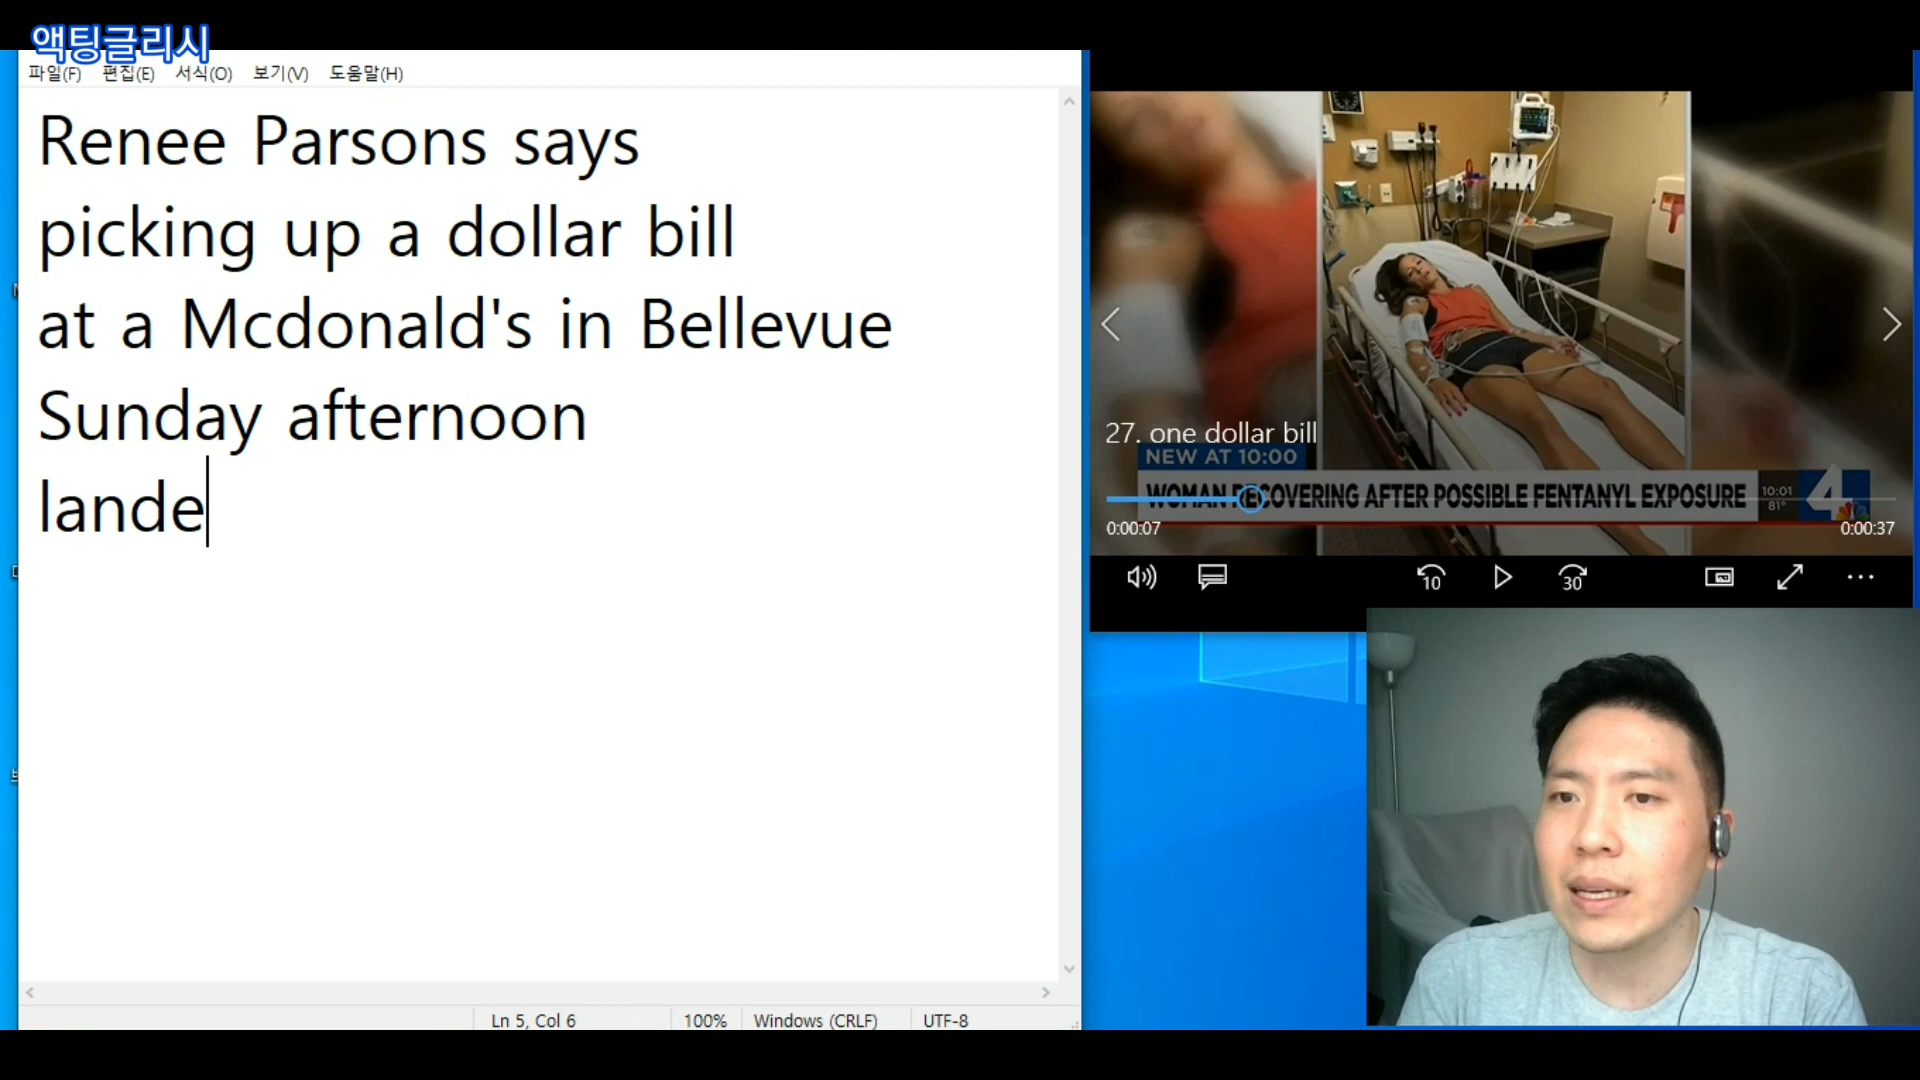 액팅글리시
파일(F) 편집(E) 서식(O) 보기(V) 도움말(H)
Renee Parsons says
picking up a dollar bill
at a Mcdonald's in Bellevue
Sunday afternoon
lande
Ln 5, Col 6 100% Windows (CRLF) UTF-8
27. one dollar bill
NEW AT 10:00
WOMAN RECOVERING AFTER POSSIBLE FENTANYL EXPOSURE
10:01
81°
4
0:00:07 0:00:37
10 30